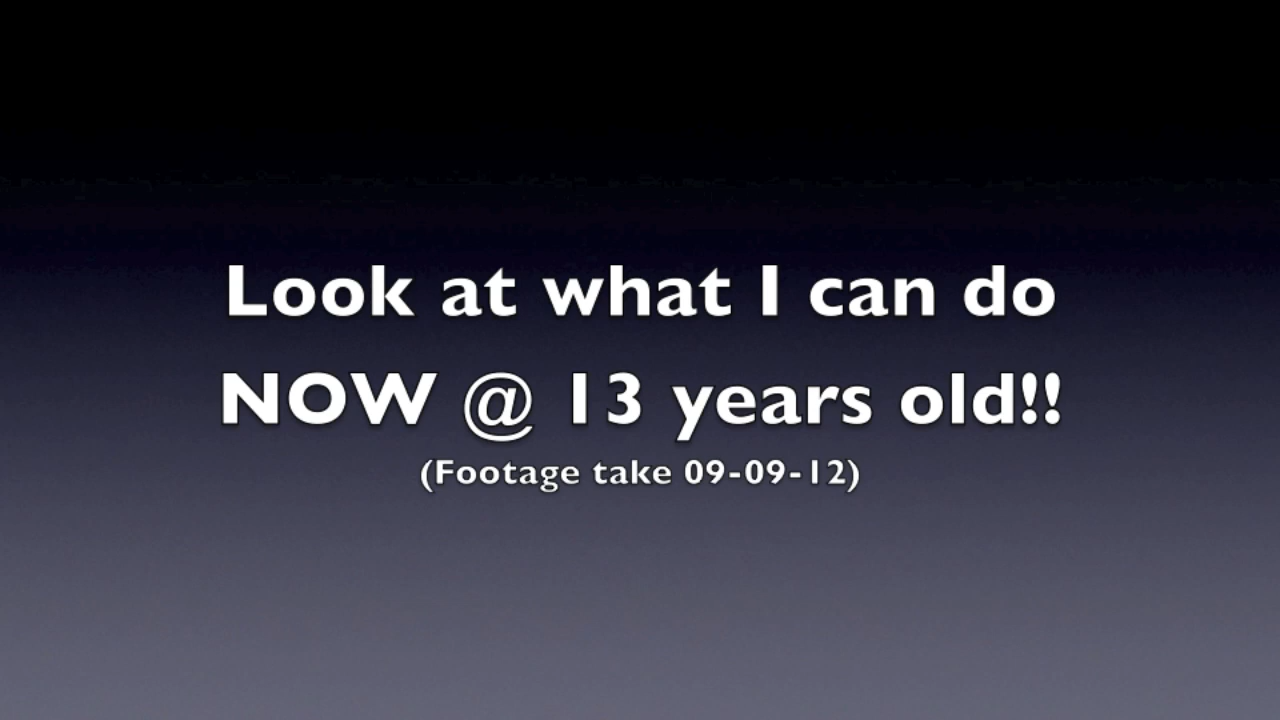 Look at what I can do
NOW @ 13 years old!!
(Footage take 09-09-12)